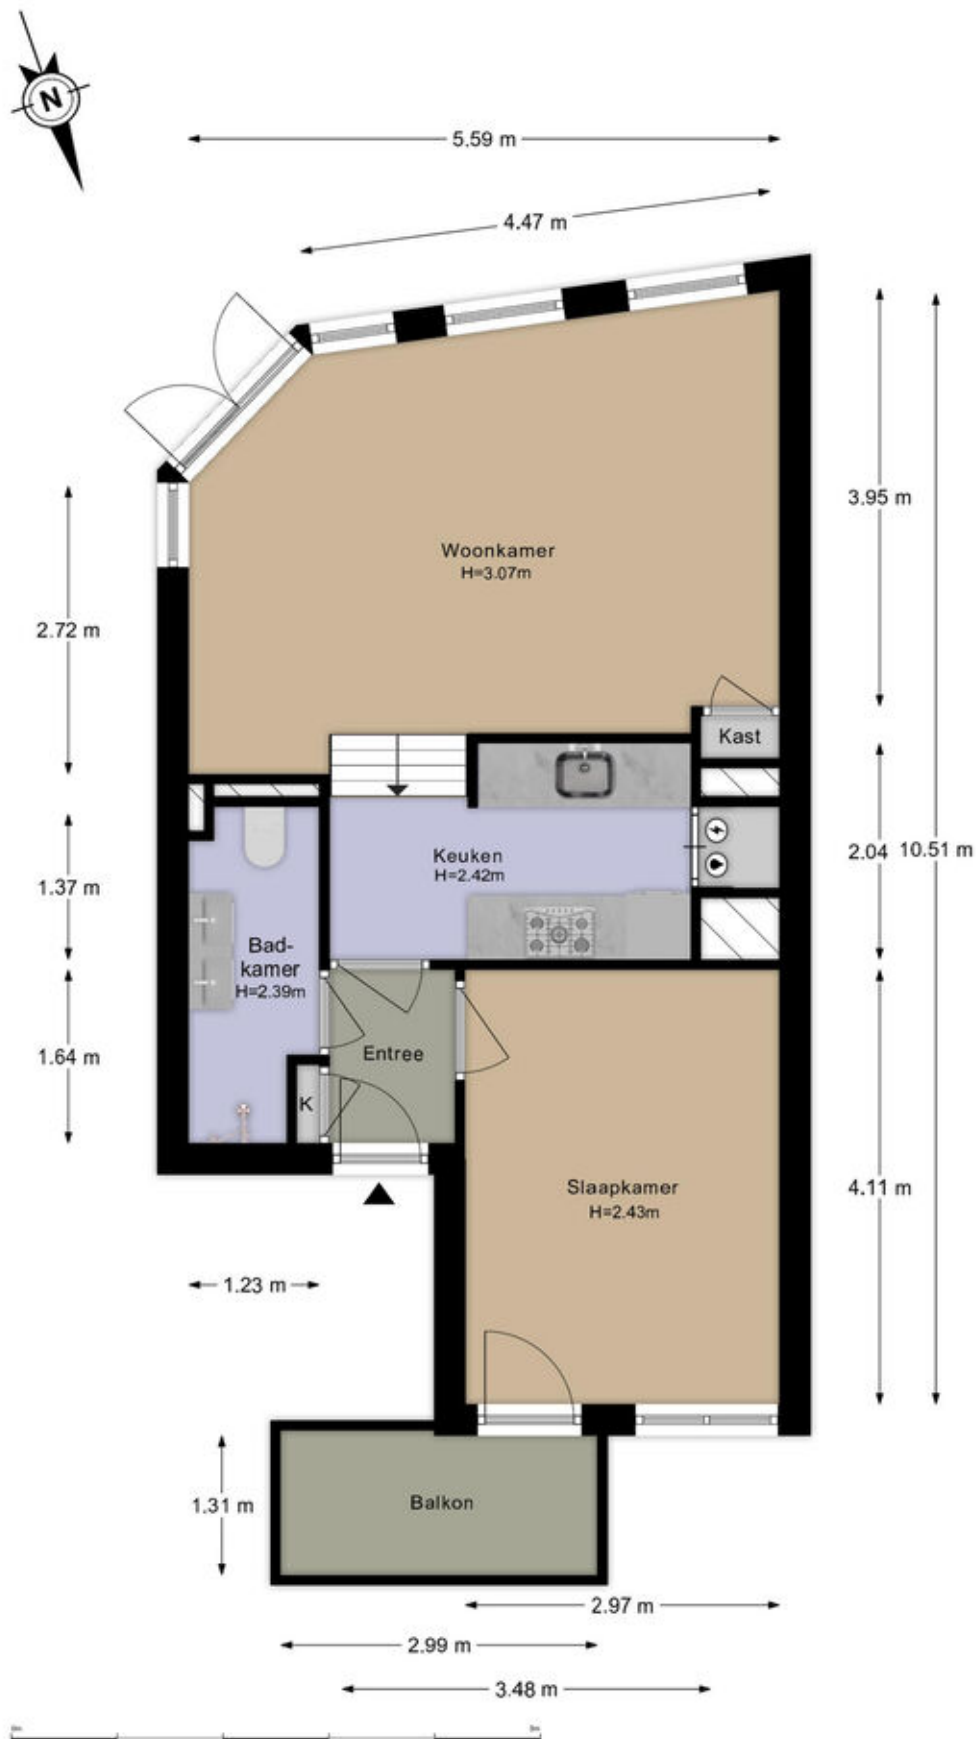 N
5.59 m
4.47 m
3.95 m
Woonkamer
H=3.07m
2.72 m
Kast
Keuken
H=2.42m
2.04
10.51 m
1.37 m
Bad-
kamer
H=2.39m
Entree
1.64 m
K
Slaapkamer
H=2.43m
4.11 m
1.23 m
Balkon
1.31 m
2.97 m
2.99 m
3.48 m